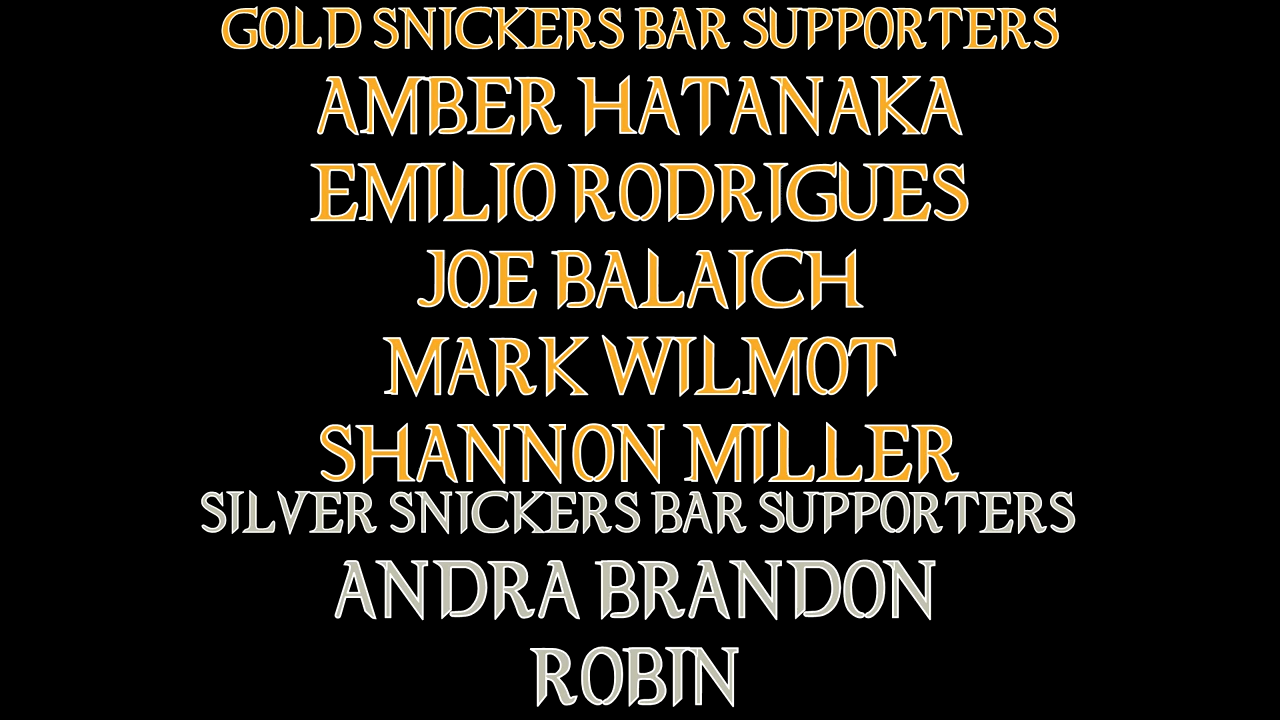 GOLD SNICKERS BAR SUPPORTERS
AMBER HATANAKA
EMILIO RODRIGUES
JOE BALAICH
MARK WILMOT
SHANNON MILLER
SILVER SNICKERS BAR SUPPORTERS
ANDRA BRANDON
ROBIN